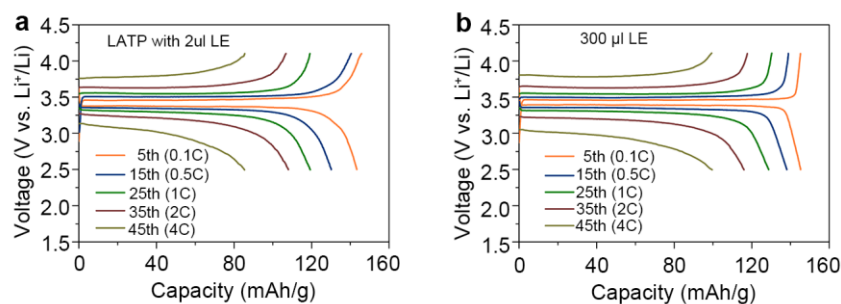 a
LATP with 2ul LE
4.5
4.0
3.5
3.0
2.5
2.0
1.5
Voltage (V vs. Li⁺/Li)
5th (0.1C)
15th (0.5C)
25th (1C)
35th (2C)
45th (4C)
0 40 80 120 160
Capacity (mAh/g)
b
300 µl LE
4.5
4.0
3.5
3.0
2.5
2.0
1.5
Voltage (V vs. Li⁺/Li)
5th (0.1C)
15th (0.5C)
25th (1C)
35th (2C)
45th (4C)
0 40 80 120 160
Capacity (mAh/g)